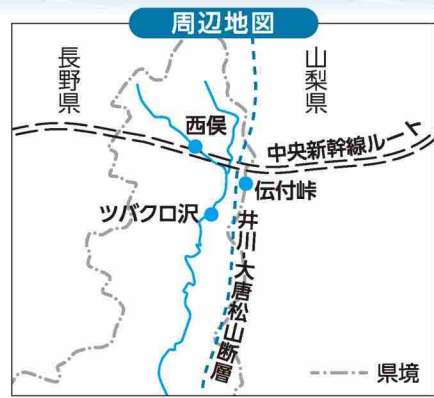 周辺地図
長野県
山梨県
西俣
中央新幹線ルート
伝付峠
ツバクロ沢
井川 大唐松山断層
県境